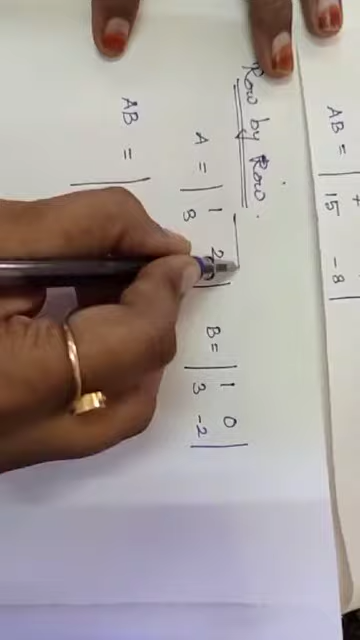 Row by Row.
A = | 1 2
8
B = | 1 0 |
3 -2
AB = |
AB = |
15 -8 |